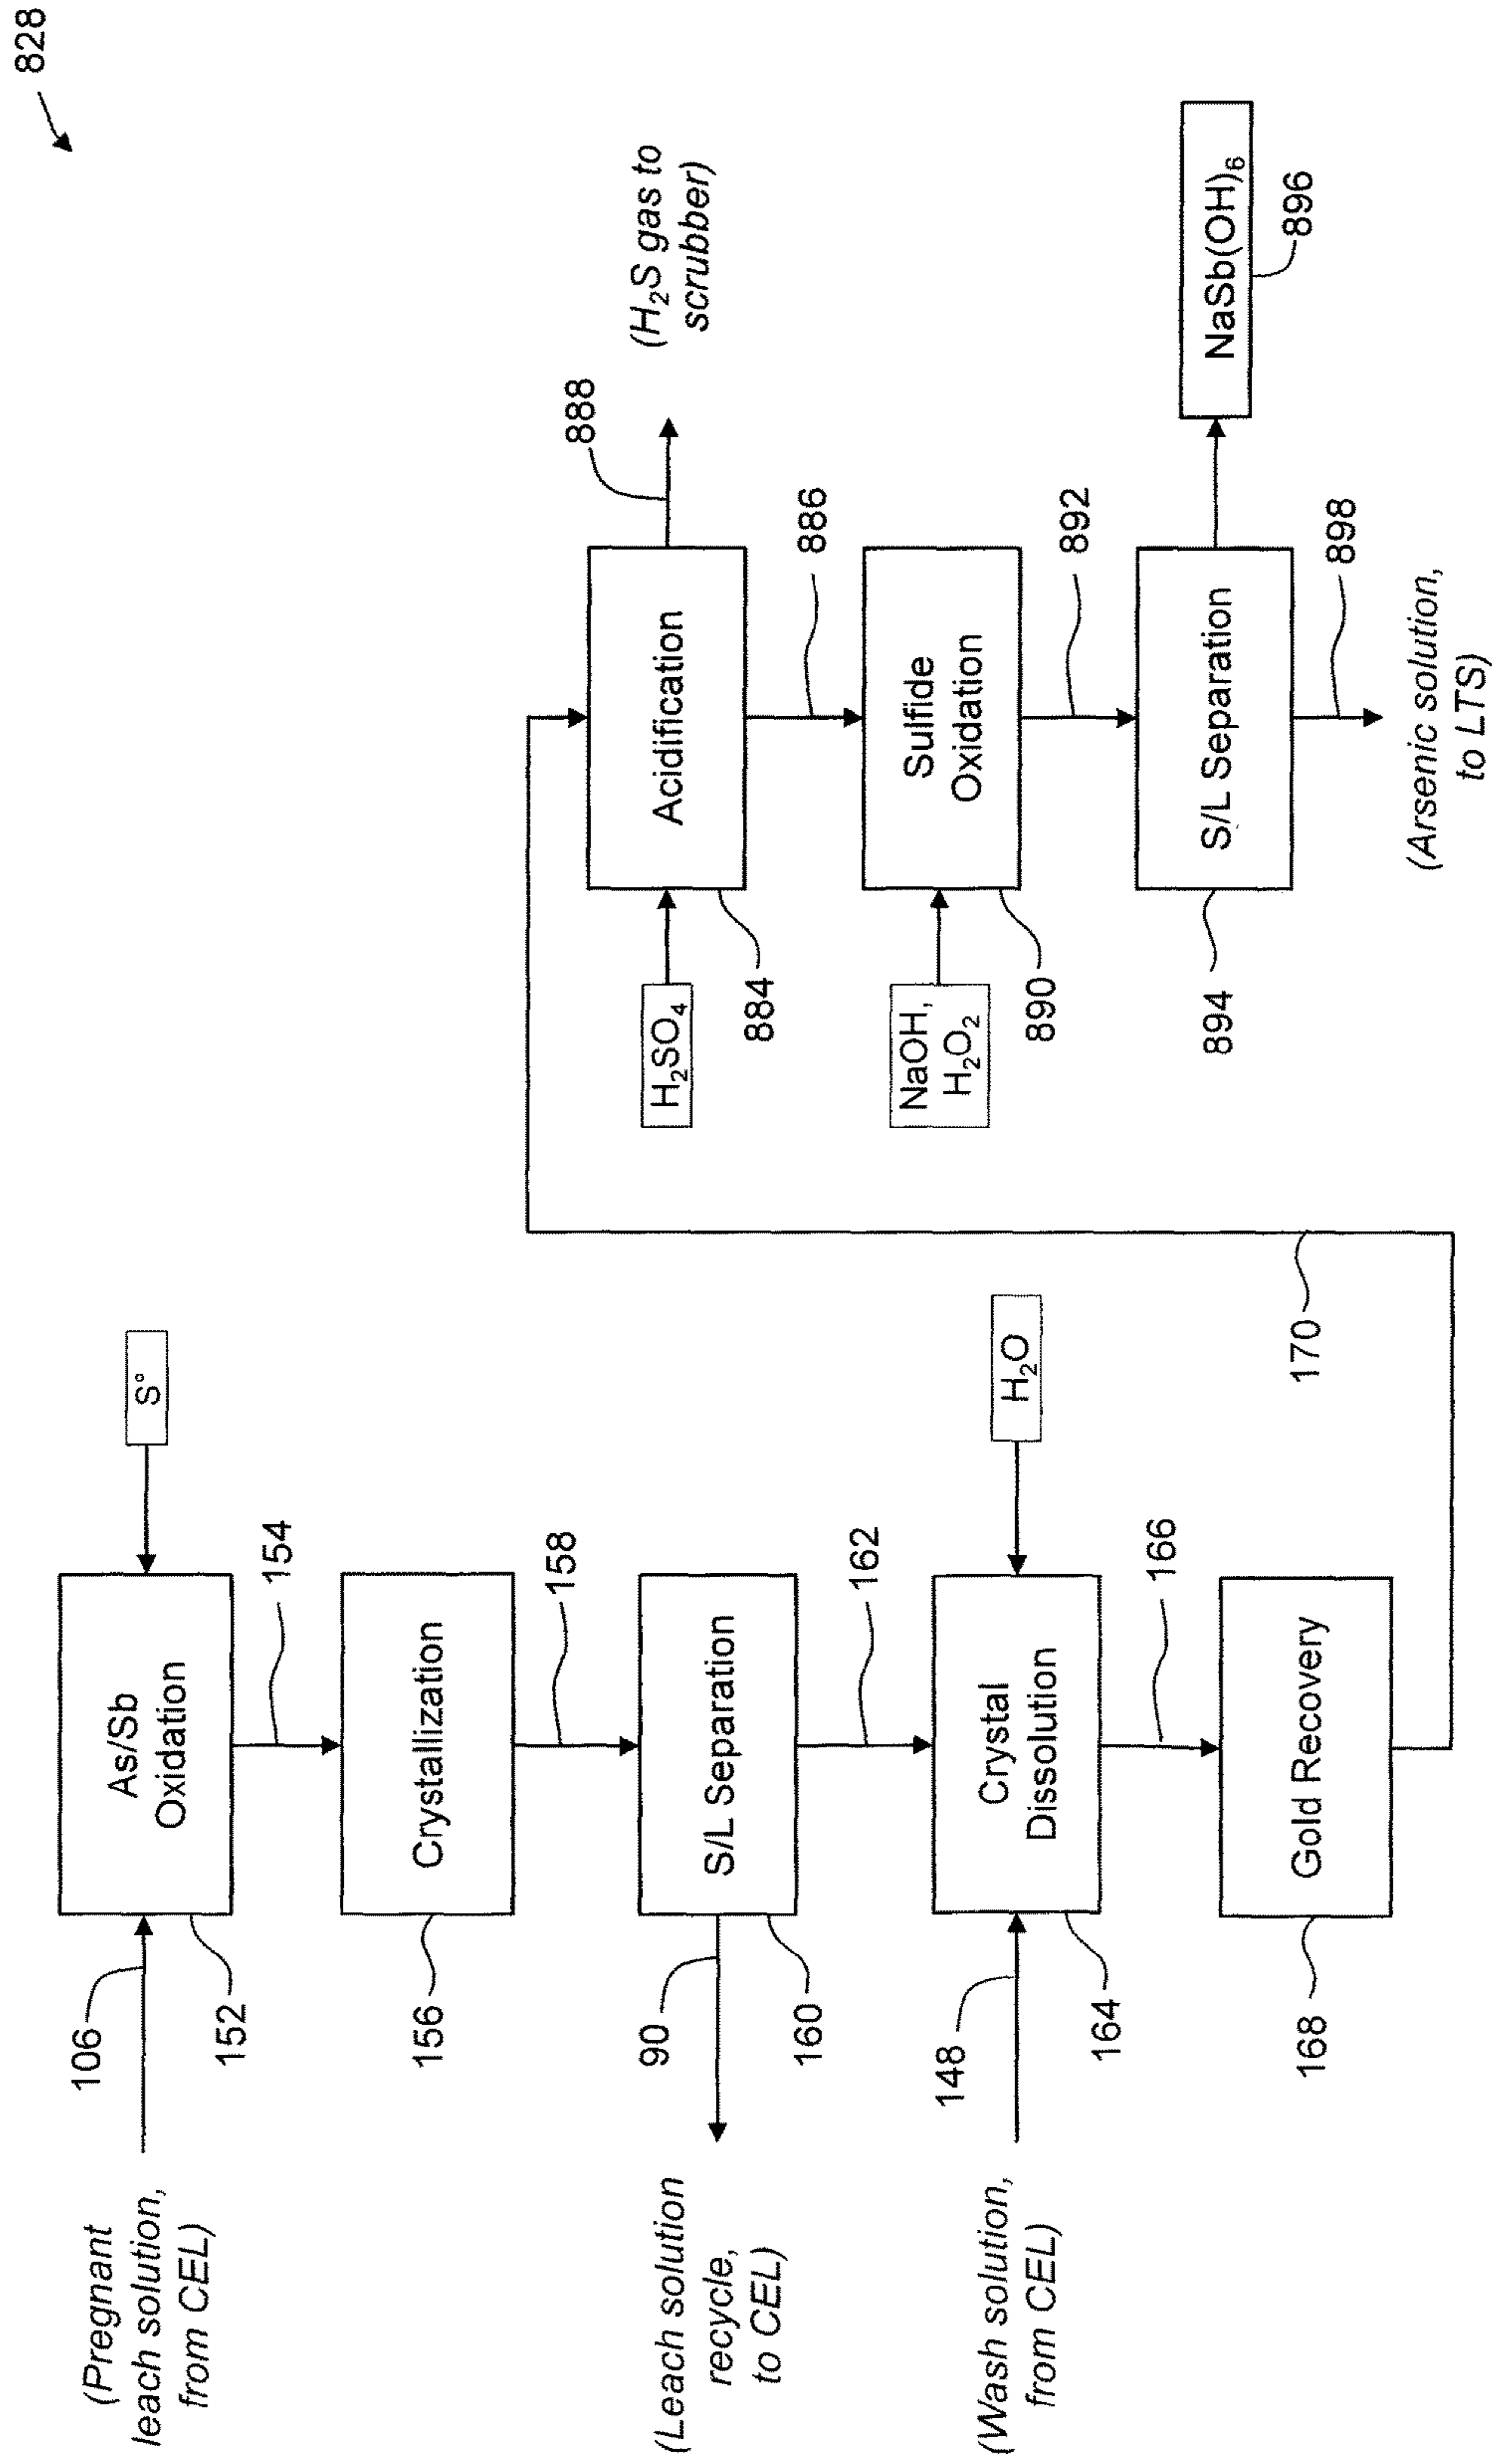 828
(Pregnant
leach solution,
from CEL)
106
As/Sb
Oxidation
152
S°
154
Crystallization
156
158
S/L Separation
160
90
(Leach solution
recycle,
to CEL)
162
(Wash solution,
from CEL)
148
Crystal
Dissolution
164
H₂O
166
Gold Recovery
168
170
H₂SO₄
Acidification
884
888
(H₂S gas to
scrubber)
886
NaOH,
H₂O₂
Sulfide
Oxidation
890
892
S/L Separation
894
NaSb(OH)₆
896
898
(Arsenic solution,
to LTS)